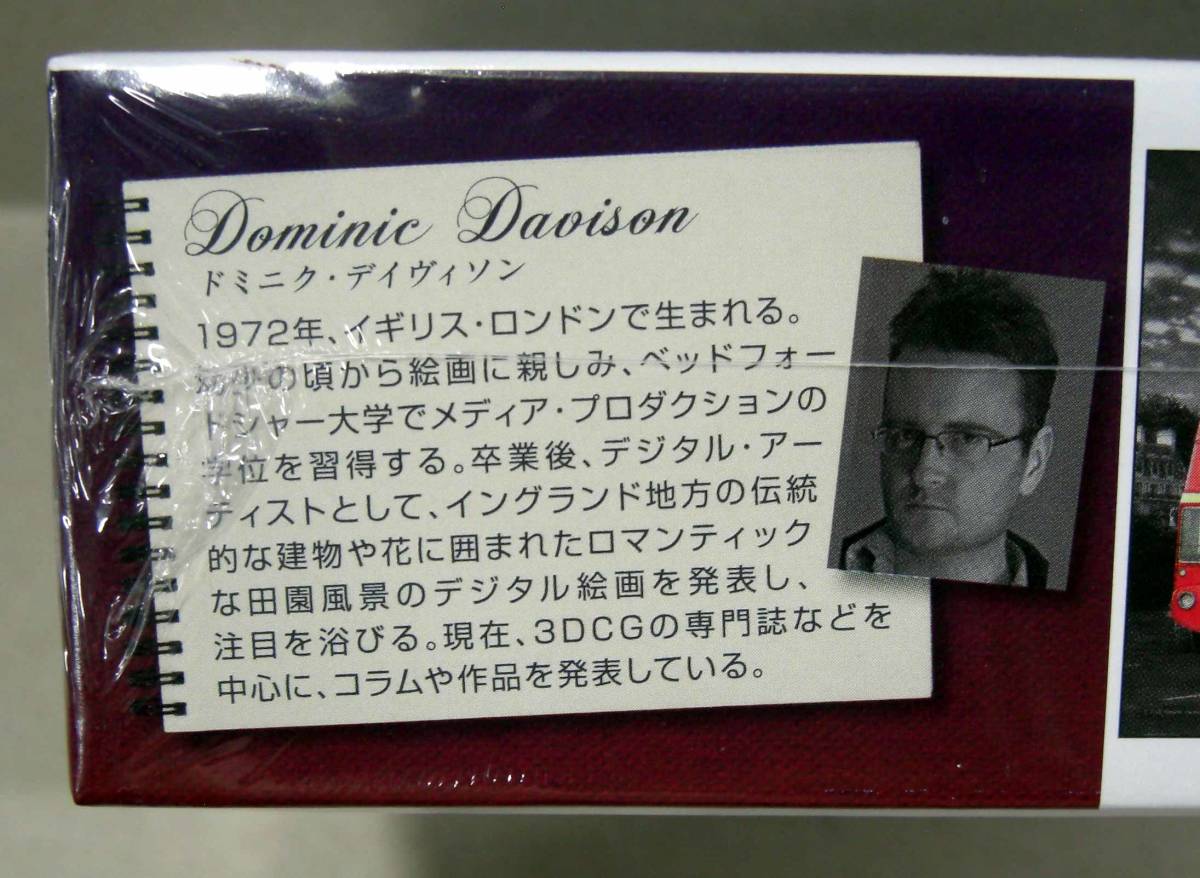 Dominic Davison
ドミニク・デイヴィソン
1972年、イギリス・ロンドンで生まれる。
幼少の頃から絵画に親しみ、ベッドフォー
ドシャー大学でメディア・プロダクションの
学位を習得する。卒業後、デジタル・アー
ティストとして、イングランド地方の伝統
的な建物や花に囲まれたロマンティック
な田園風景のデジタル絵画を発表し、
注目を浴びる。現在、3DCGの専門誌などを
中心に、コラムや作品を発表している。